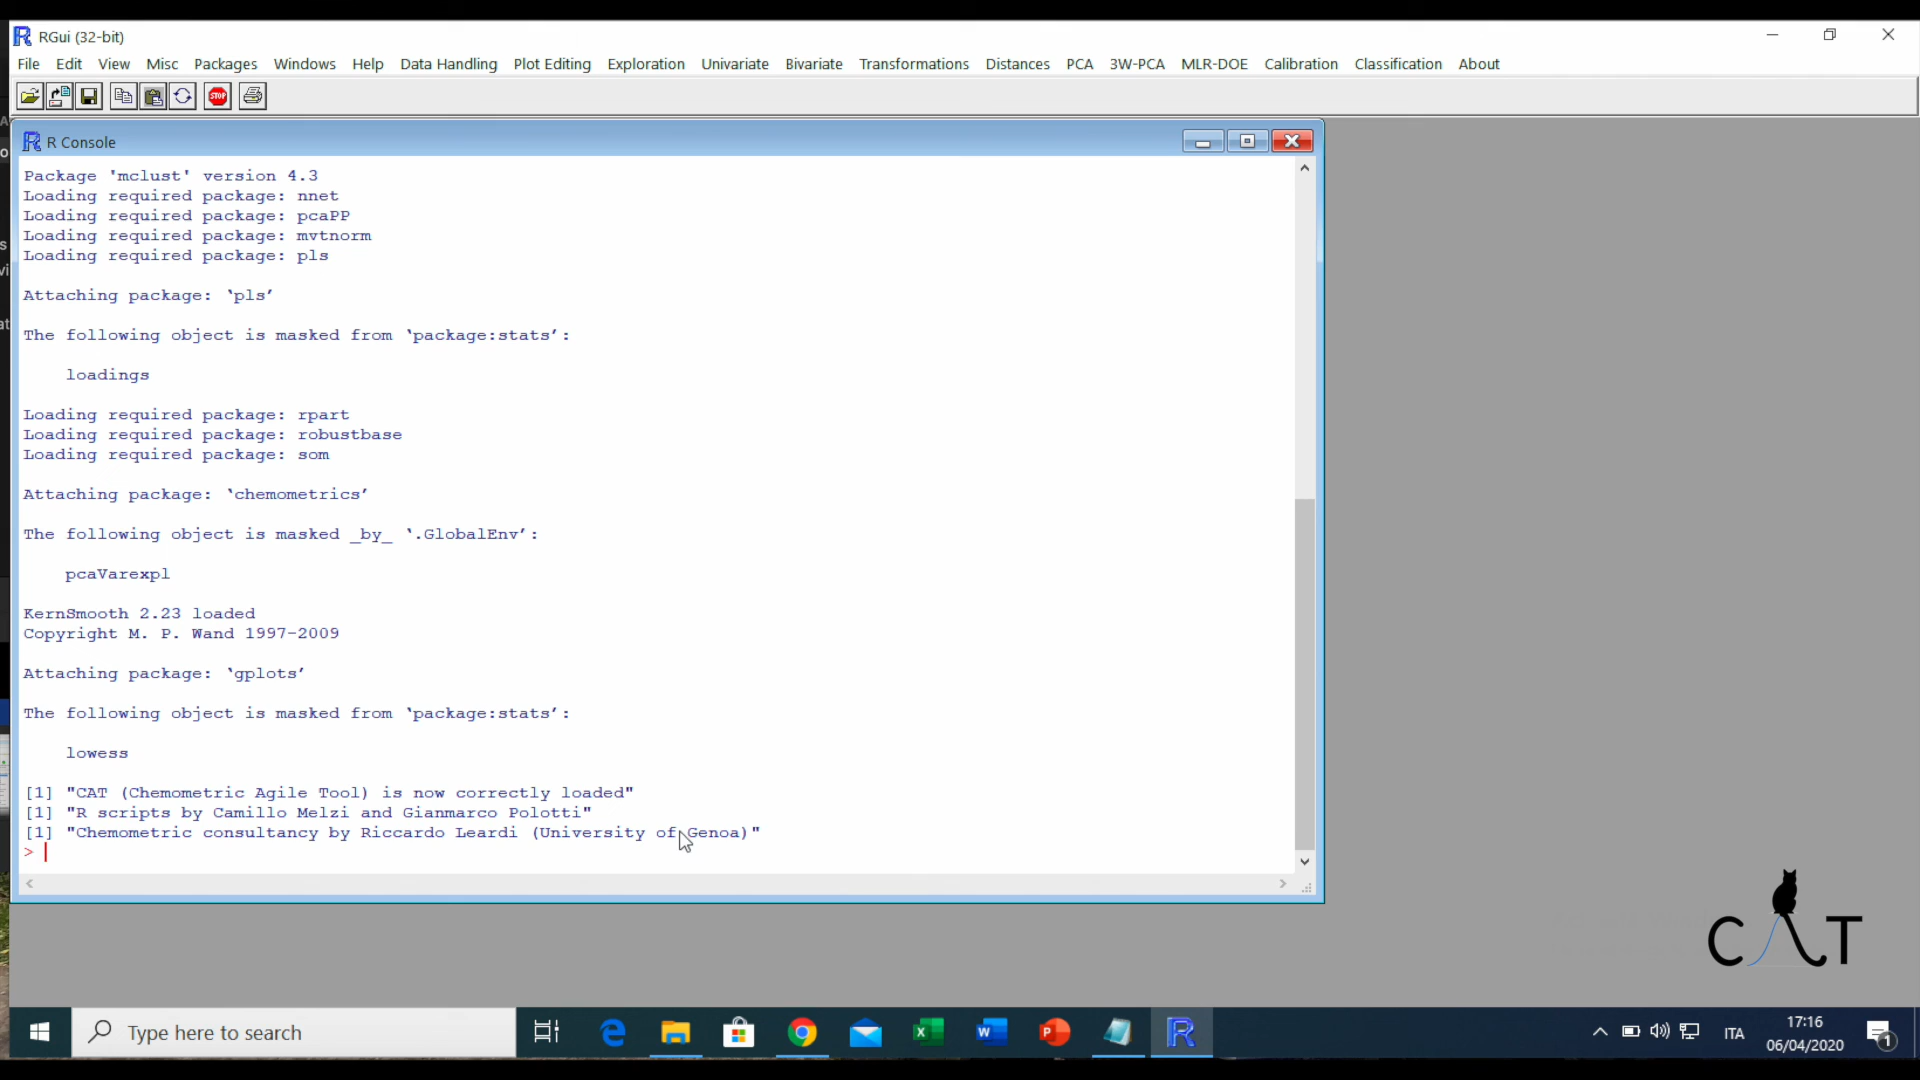 RGui (32-bit)
File Edit View Misc Packages Windows Help Data Handling Plot Editing Exploration Univariate Bivariate Transformations Distances PCA 3W-PCA MLR-DOE Calibration Classification About
STOP
R Console
Package 'mclust' version 4.3
Loading required package: nnet
Loading required package: pcaPP
Loading required package: mvtnorm
Loading required package: pls
Attaching package: ‘pls’
The following object is masked from ‘package:stats’:
loadings
Loading required package: rpart
Loading required package: robustbase
Loading required package: som
Attaching package: ‘chemometrics’
The following object is masked _by_ ‘.GlobalEnv’:
pcaVarexpl
KernSmooth 2.23 loaded
Copyright M. P. Wand 1997-2009
Attaching package: ‘gplots’
The following object is masked from ‘package:stats’:
lowess
[1] "CAT (Chemometric Agile Tool) is now correctly loaded"
[1] "R scripts by Camillo Melzi and Gianmarco Polotti"
[1] "Chemometric consultancy by Riccardo Leardi (University of Genoa)"
>
CAT
Type here to search
ITA
17:16
06/04/2020
1